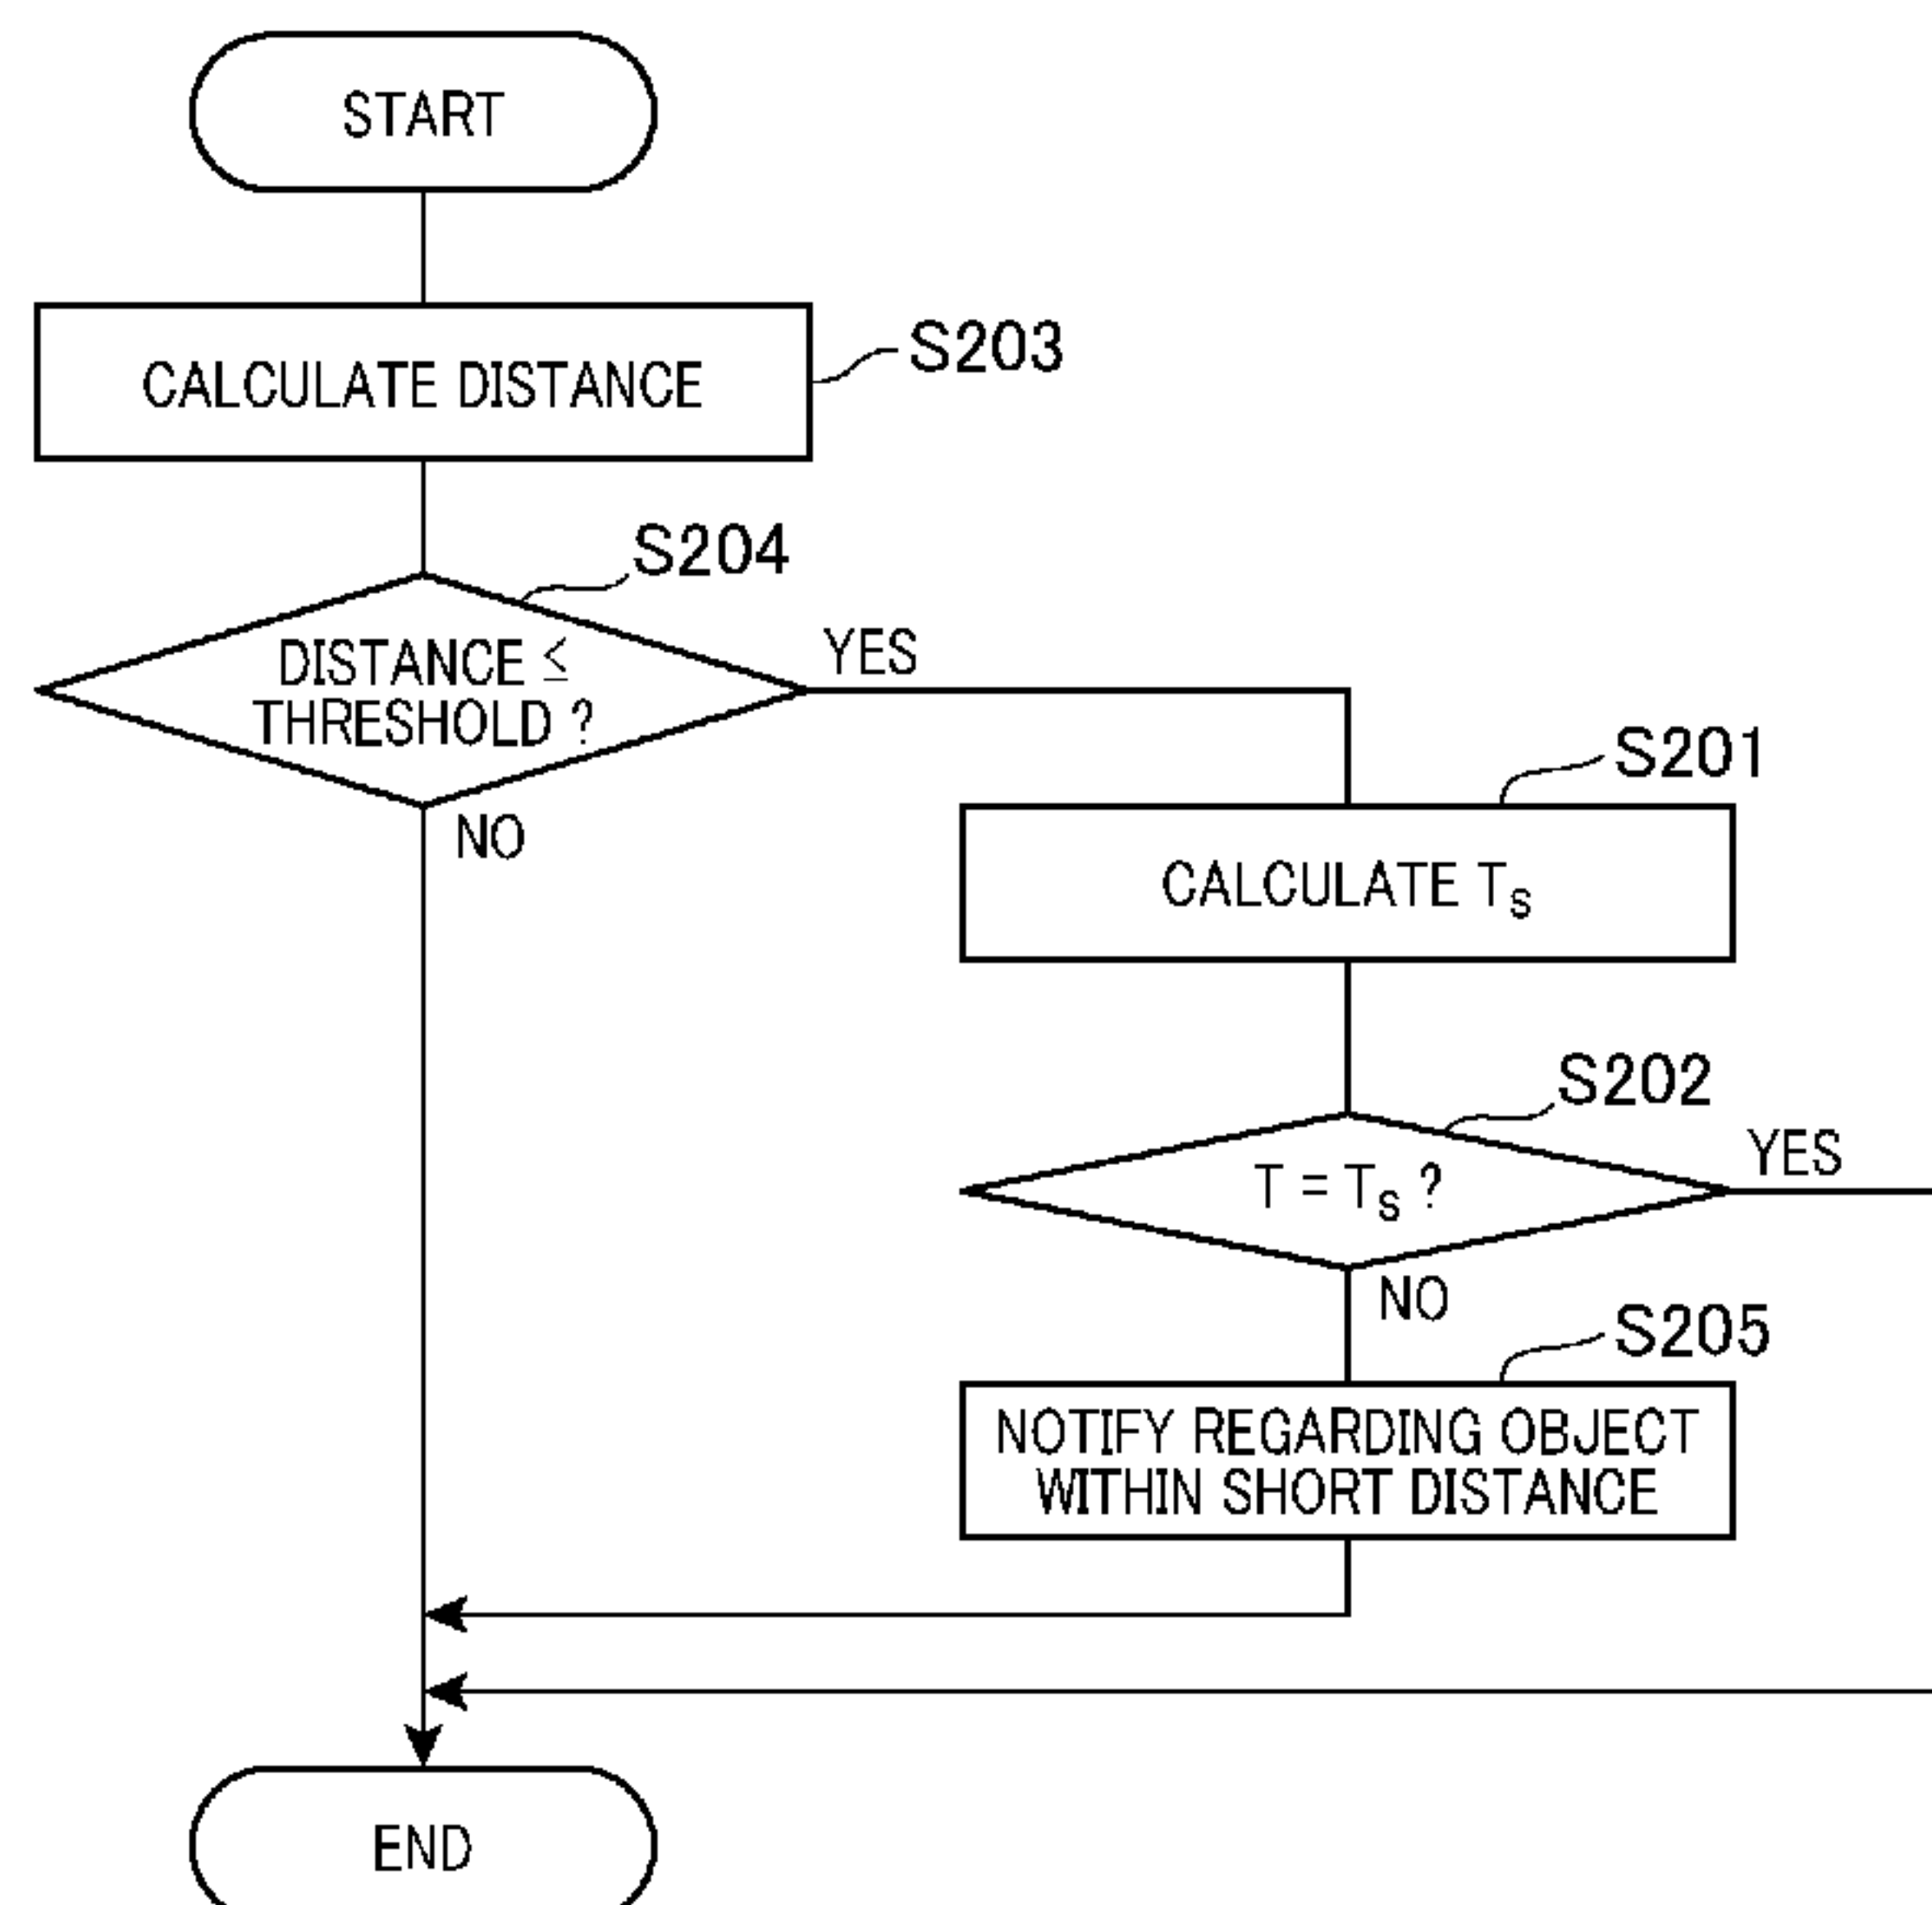 START
CALCULATE DISTANCE
S203
S204
DISTANCE ≤
THRESHOLD ?
YES
NO
S201
CALCULATE Ts
S202
T = Ts ?
YES
NO
S205
NOTIFY REGARDING OBJECT
WITHIN SHORT DISTANCE
END